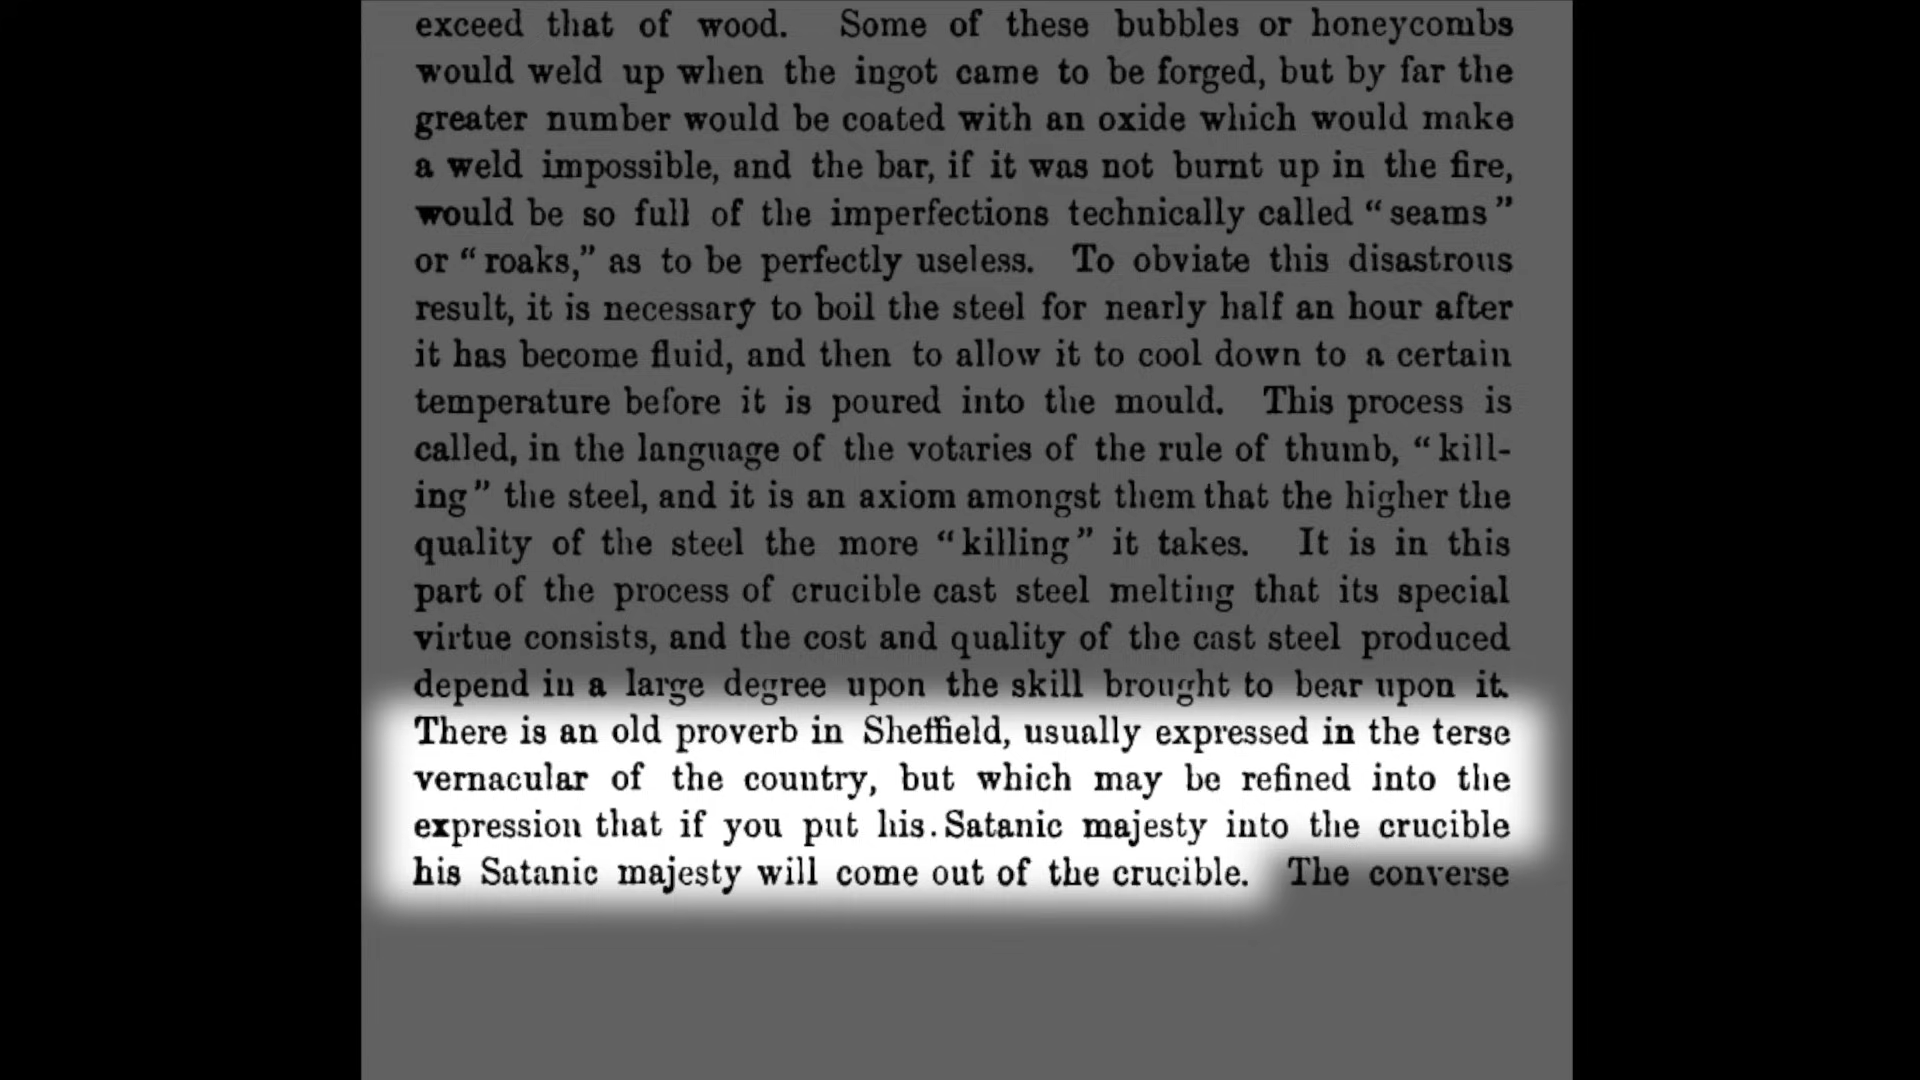 exceed that of wood. Some of these bubbles or honeycombs
would weld up when the ingot came to be forged, but by far the
greater number would be coated with an oxide which would make
a weld impossible, and the bar, if it was not burnt up in the fire,
would be so full of the imperfections technically called “seams”
or “roaks,” as to be perfectly useless. To obviate this disastrous
result, it is necessary to boil the steel for nearly half an hour after
it has become fluid, and then to allow it to cool down to a certain
temperature before it is poured into the mould. This process is
called, in the language of the votaries of the rule of thumb, “kill-
ing” the steel, and it is an axiom amongst them that the higher the
quality of the steel the more “killing” it takes. It is in this
part of the process of crucible cast steel melting that its special
virtue consists, and the cost and quality of the cast steel produced
depend in a large degree upon the skill brought to bear upon it.
There is an old proverb in Sheffield, usually expressed in the terse
vernacular of the country, but which may be refined into the
expression that if you put his Satanic majesty into the crucible
his Satanic majesty will come out of the crucible. The converse